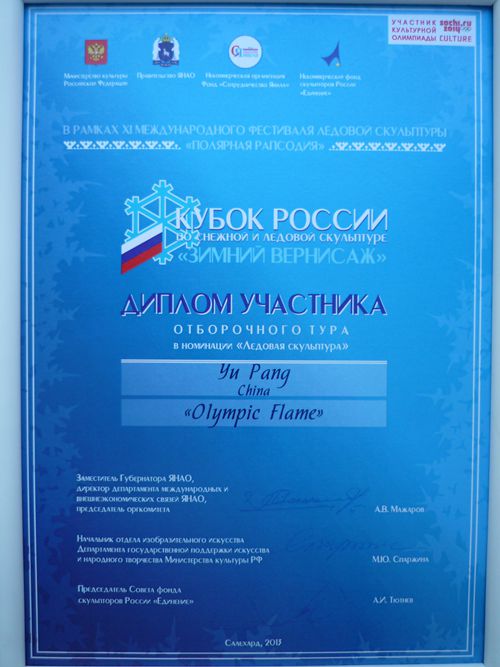 УЧАСТНИК
КУЛЬТУРНОЙ
ОЛИМПИАДЫ
sochi.ru
2014
CULTURE
Министерство культуры
Российской Федерации
Правительство ЯНАО
Некоммерческая организация
Фонд «Сотрудничество Ямала»
Некоммерческий фонд
скульпторов России
«Единение»
В РАМКАХ XI МЕЖДУНАРОДНОГО ФЕСТИВАЛЯ ЛЕДОВОЙ СКУЛЬПТУРЫ
«ПОЛЯРНАЯ РАПСОДИЯ»
КУБОК РОССИИ
ПО СНЕЖНОЙ И ЛЕДОВОЙ СКУЛЬПТУРЕ
«ЗИМНИЙ ВЕРНИСАЖ»
ДИПЛОМ УЧАСТНИКА
ОТБОРОЧНОГО ТУРА
В НОМИНАЦИИ «ЛЕДОВАЯ СКУЛЬПТУРА»
Yu Pang
China
«Olympic Flame»
Заместитель Губернатора ЯНАО,
директор департамента международных и
внешнеэкономических связей ЯНАО,
председатель оргкомитета
А.В. Мажаров
Начальник отдела изобразительного искусства
Департамента государственной поддержки искусства
и народного творчества Министерства культуры РФ
М.Ю. Спаржина
Председатель Совета фонда
скульпторов России «Единение»
А.И. Тютнев
Салехард, 2013